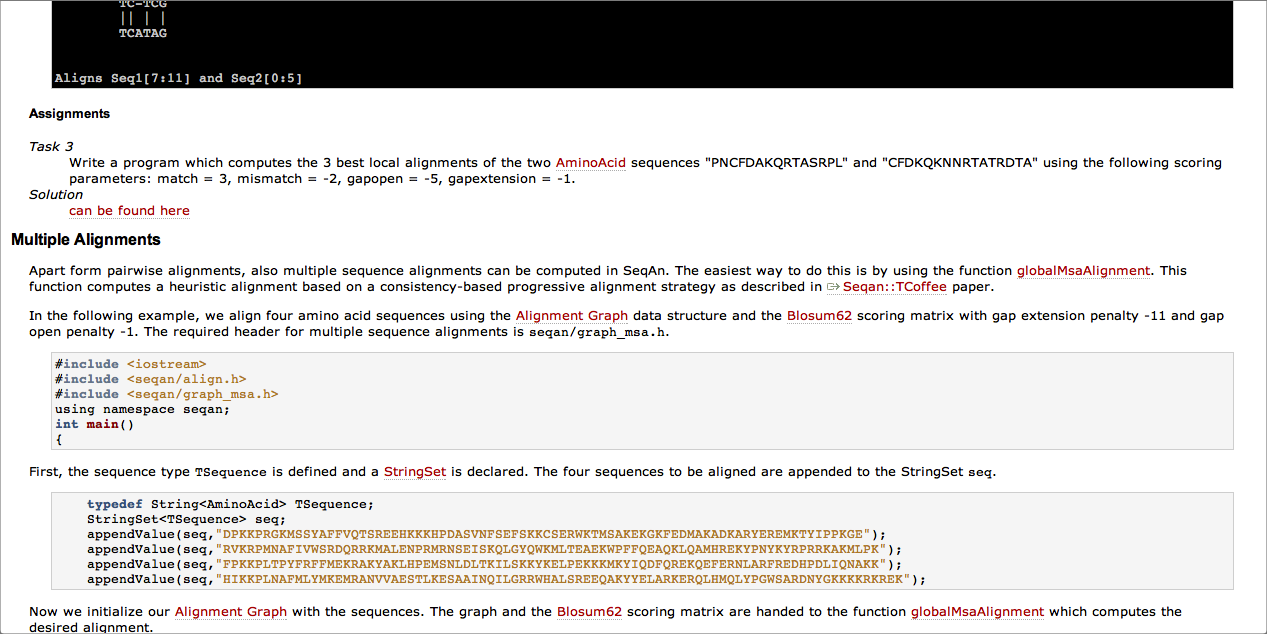 TC-TCG
|| | |
TCATAG
Aligns Seq1[7:11] and Seq2[0:5]
Assignments
Task 3
Write a program which computes the 3 best local alignments of the two AminoAcid sequences "PNCFDAKQRTASRPL" and "CFDKQKNNRTATRDTA" using the following scoring
parameters: match = 3, mismatch = -2, gapopen = -5, gapextension = -1.
Solution
can be found here
Multiple Alignments
Apart form pairwise alignments, also multiple sequence alignments can be computed in SeqAn. The easiest way to do this is by using the function globalMsaAlignment. This
function computes a heuristic alignment based on a consistency-based progressive alignment strategy as described in Seqan::TCoffee paper.
In the following example, we align four amino acid sequences using the Alignment Graph data structure and the Blosum62 scoring matrix with gap extension penalty -11 and gap
open penalty -1. The required header for multiple sequence alignments is seqan/graph_msa.h.
#include <iostream>
#include <seqan/align.h>
#include <seqan/graph_msa.h>
using namespace seqan;
int main()
{
First, the sequence type TSequence is defined and a StringSet is declared. The four sequences to be aligned are appended to the StringSet seq.
typedef String<AminoAcid> TSequence;
StringSet<TSequence> seq;
appendValue(seq,"DPKKPRGKMSSYAFFVQTSREEHKKKHPDASVNFSEFSKKCSERWKTMSAKEKGKFEDMAKADKARYEREMKTYIPPKGE");
appendValue(seq,"RVKRPMNAFIVWSRDQRRKMALENPRMRNSEISKQLGYQWKMLTEAEKWPFFQEAQKLQAMHREKYPNYKYRPRRKAKMLPK");
appendValue(seq,"FPKKPLTPYFRFFMEKRAKYAKLHPEMSNLDLTKILSKKYKELPEKKKMKYIQDFQREKQEFERNLARFREDHPDLIQNAKK");
appendValue(seq,"HIKKPLNAFMLYMKEMRANVVAESTLKESAAINQILGRRWHALSREEQAKYYELARKERQLHMQLYPGWSARDNYGKKKKRKREK");
Now we initialize our Alignment Graph with the sequences. The graph and the Blosum62 scoring matrix are handed to the function globalMsaAlignment which computes the
desired alignment.